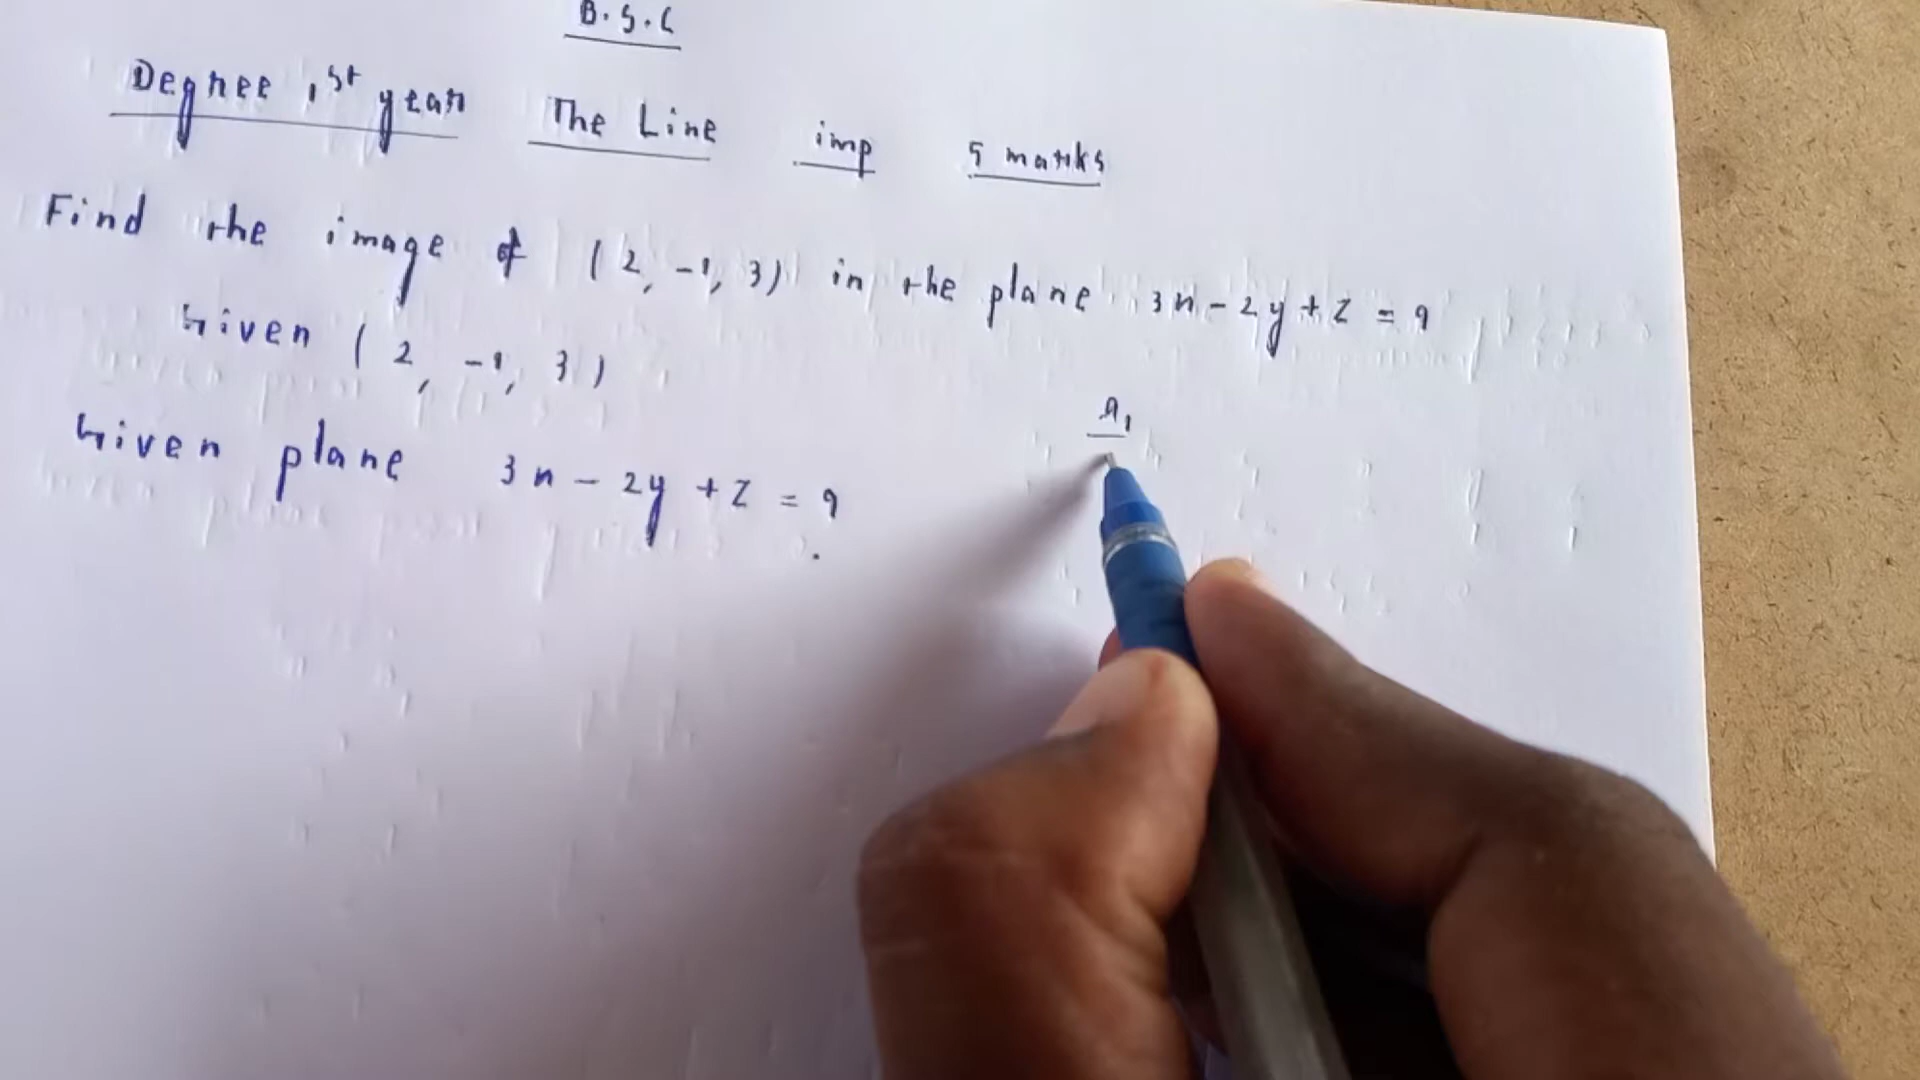 B.S.C
Degree 1st year The Line imp 5 marks
Find the image of (2, -1, 3) in the plane 3x - 2y + z = 9
Given (2, -1, 3)
Given plane 3x - 2y + z = 9
a1